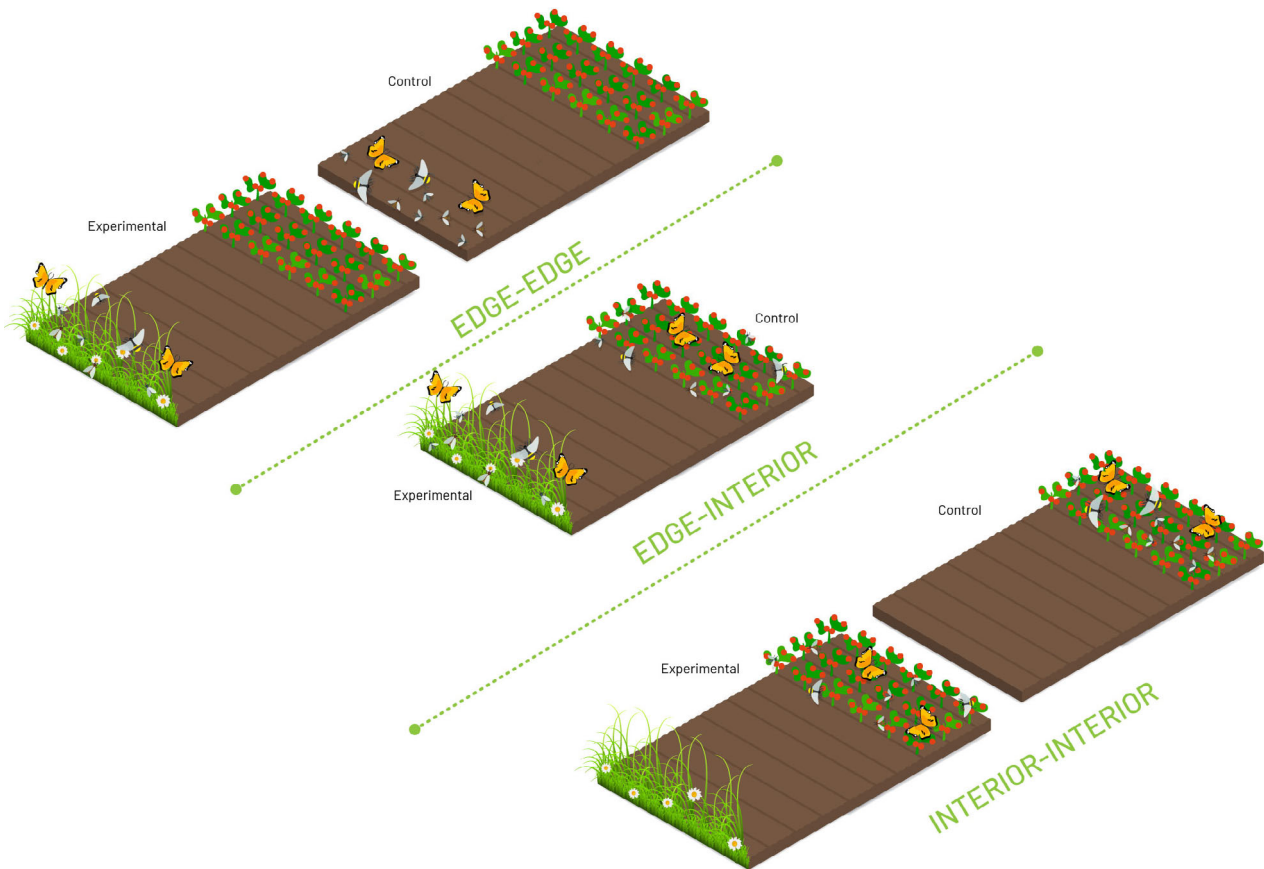 Control
Experimental
EDGE-EDGE
Control
Experimental
EDGE-INTERIOR
Control
Experimental
INTERIOR-INTERIOR